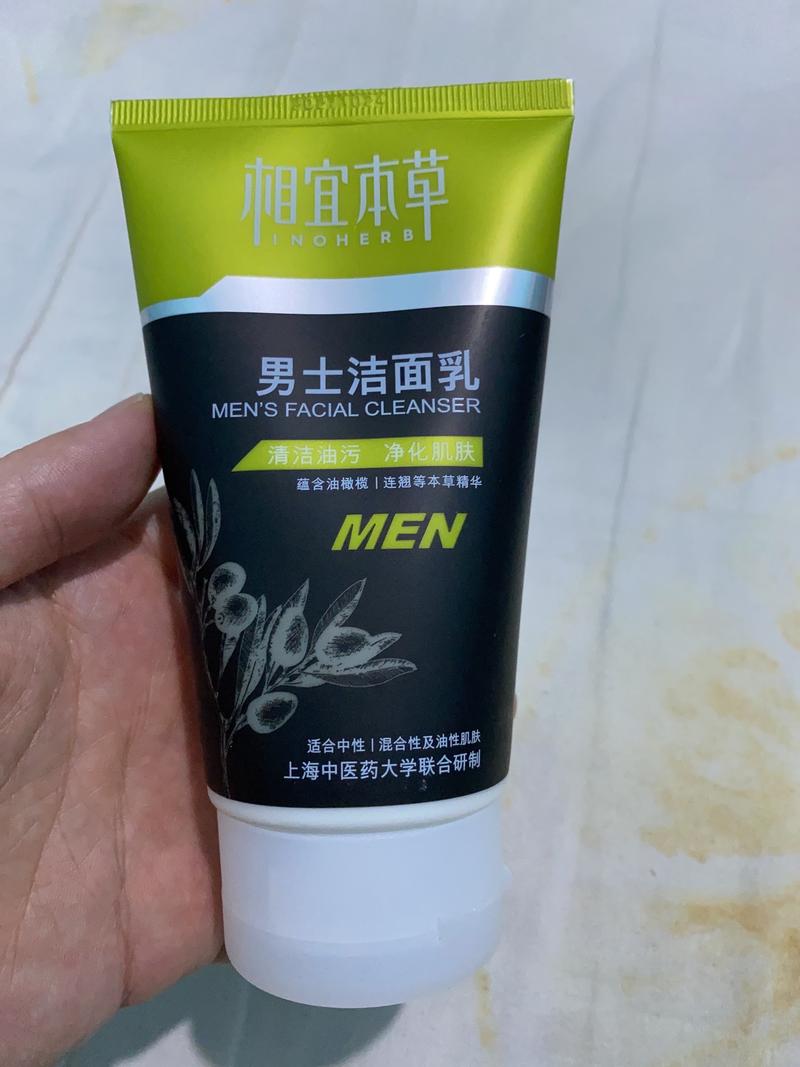 相宜本草
INOHERB
男士洁面乳
MEN'S FACIAL CLEANSER
清洁油污 净化肌肤
蕴含油橄榄|连翘等本草精华
MEN
适合中性|混合性及油性肌肤
上海中医药大学联合研制